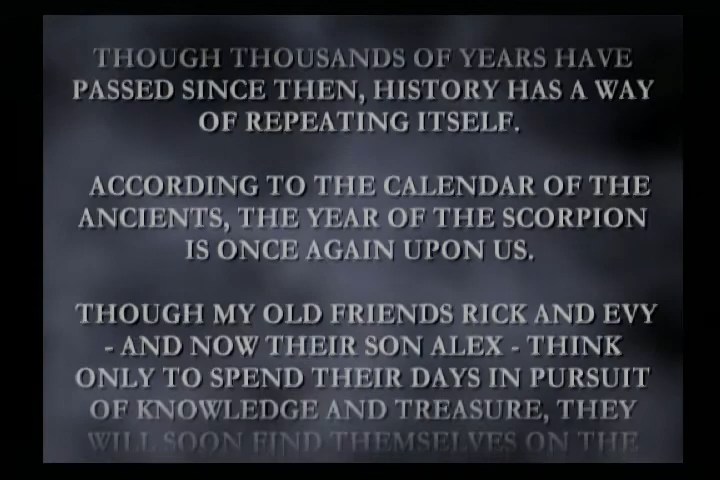 THOUGH THOUSANDS OF YEARS HAVE
PASSED SINCE THEN, HISTORY HAS A WAY
OF REPEATING ITSELF.
ACCORDING TO THE CALENDAR OF THE
ANCIENTS, THE YEAR OF THE SCORPION
IS ONCE AGAIN UPON US.
THOUGH MY OLD FRIENDS RICK AND EVY
- AND NOW THEIR SON ALEX - THINK
ONLY TO SPEND THEIR DAYS IN PURSUIT
OF KNOWLEDGE AND TREASURE, THEY
WILL SOON FIND THEMSELVES ON THE